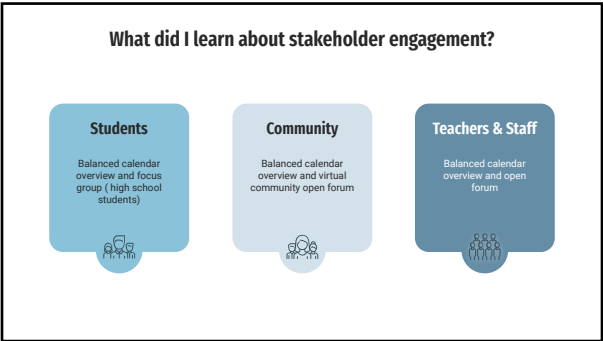 What did I learn about stakeholder engagement?
Students
Balanced calendar
overview and focus
group ( high school
students)
Community
Balanced calendar
overview and virtual
community open forum
Teachers & Staff
Balanced calendar
overview and open
forum